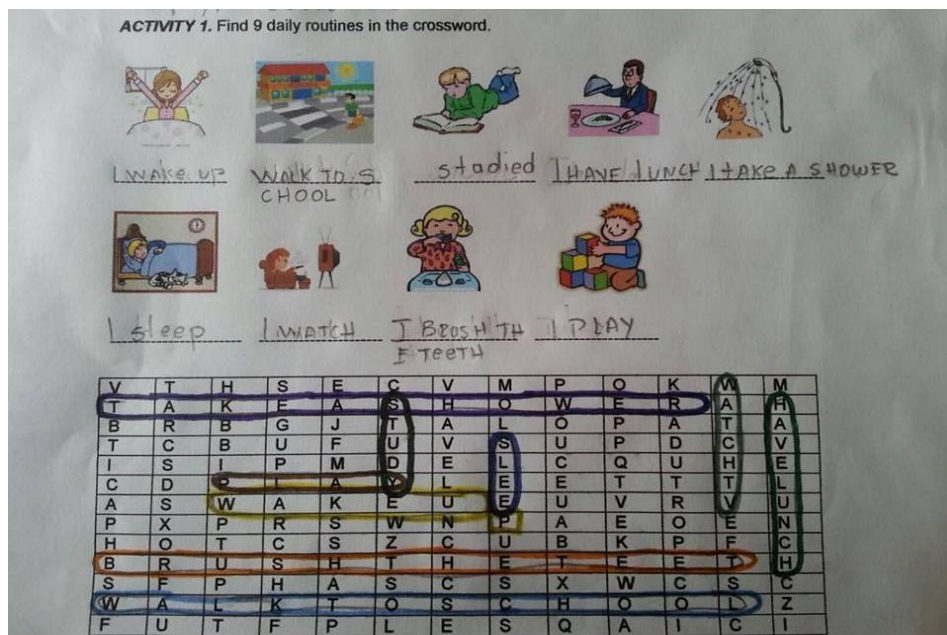 ACTIVITY 1. Find 9 daily routines in the crossword.
I wake up WALK TO S stadied I HAVE lUNCH I tAKe A SHOWER
CHOOL
I sleep I WATCH I BROSH TH I PLAY
E TeeTH
V T H S E C V M P O K W M
T A K E A S H O W E R A H
B R B G J T A L O P A T A
T C B U F U V S U P D C V
I S I P M D E L C Q U H E
C D P L A Y L E E T T T L
A S W A K E U E U V R V U
P X P R S W N P A E O E N
H O T C S Z C U B K P F C
B R U S H T H E T E E T H
S F P H A S C S X W C S C
W A L K T O S C H O O L Z
F U T F P L E S Q A I C I